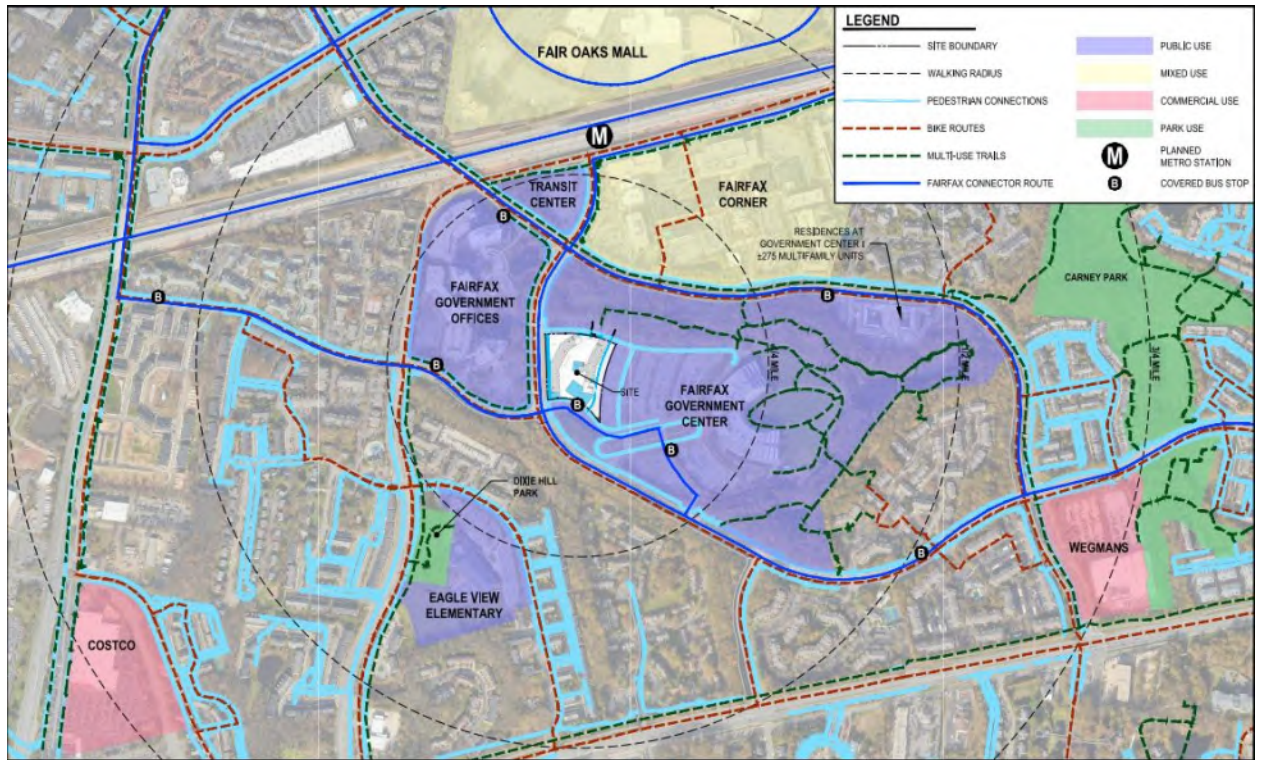 FAIR OAKS MALL
LEGEND
SITE BOUNDARY
WALKING RADIUS
PEDESTRIAN CONNECTIONS
BIKE ROUTES
MULTI-USE TRAILS
FAIRFAX CONNECTOR ROUTE
PUBLIC USE
MIXED USE
COMMERCIAL USE
PARK USE
M
PLANNED
METRO STATION
B
COVERED BUS STOP
M
TRANSIT
CENTER
FAIRFAX
CORNER
B
RESIDENCES AT
GOVERNMENT CENTER I
±275 MULTIFAMILY UNITS
CARNEY PARK
FAIRFAX
GOVERNMENT
OFFICES
B
B
B
1/4 MILE
1/2 MILE
3/4 MILE
SITE
B
FAIRFAX
GOVERNMENT
CENTER
B
DIXIE HILL
PARK
B
WEGMANS
EAGLE VIEW
ELEMENTARY
COSTCO